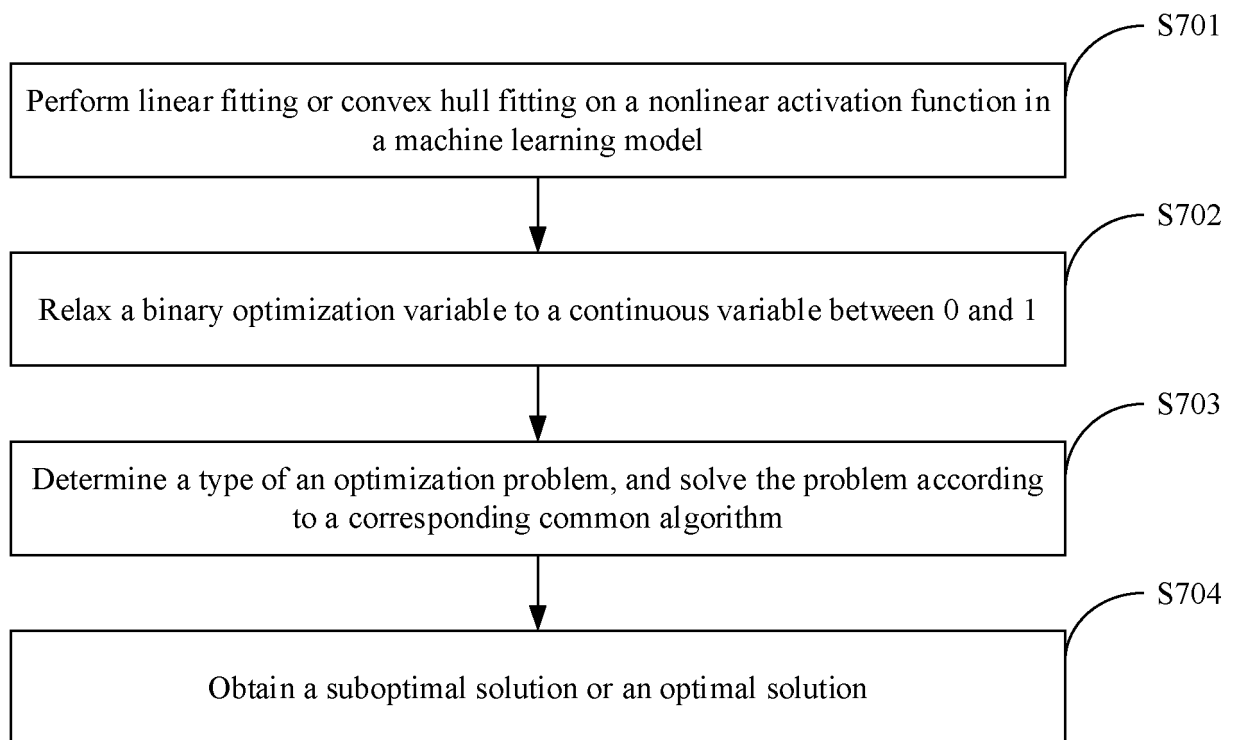 S701
Perform linear fitting or convex hull fitting on a nonlinear activation function in
a machine learning model
S702
Relax a binary optimization variable to a continuous variable between 0 and 1
S703
Determine a type of an optimization problem, and solve the problem according
to a corresponding common algorithm
S704
Obtain a suboptimal solution or an optimal solution